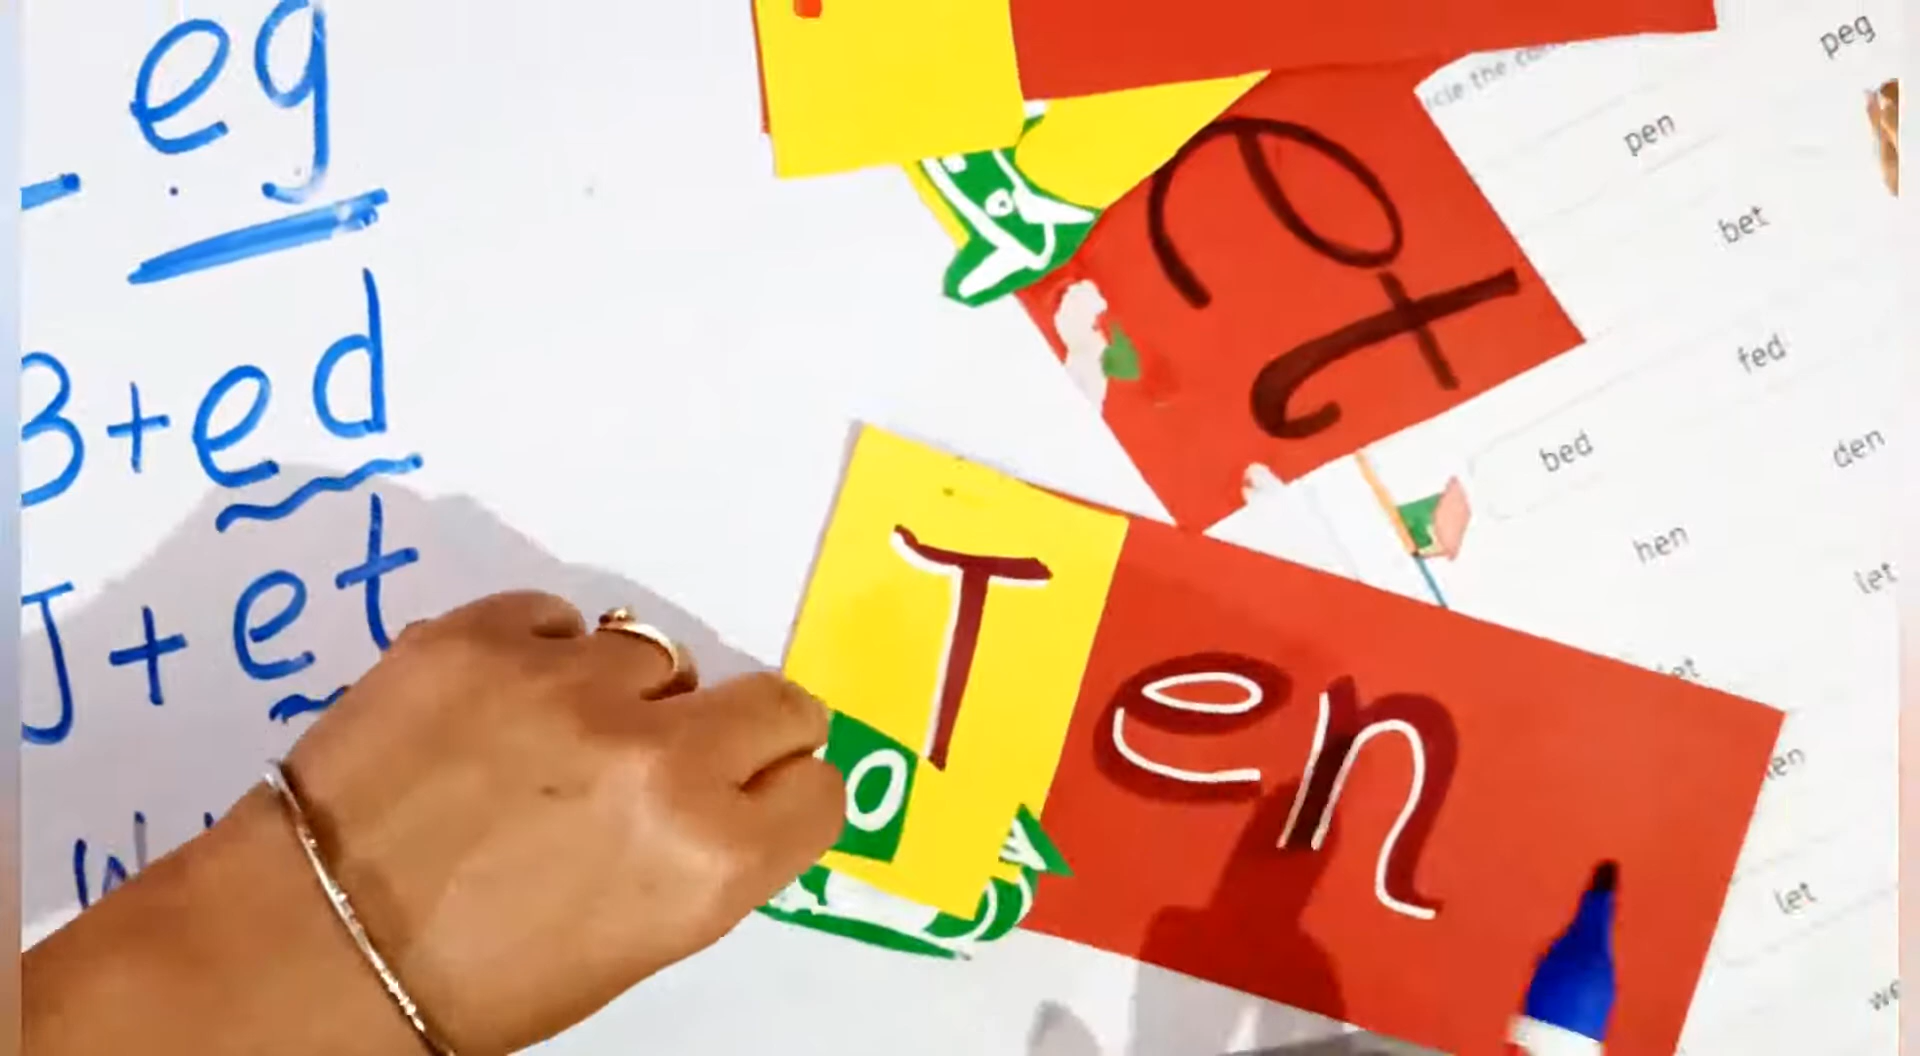 eg
B+ed
J+et
et
Ten
peg
pen
bet
fed
bed
den
hen
let
let